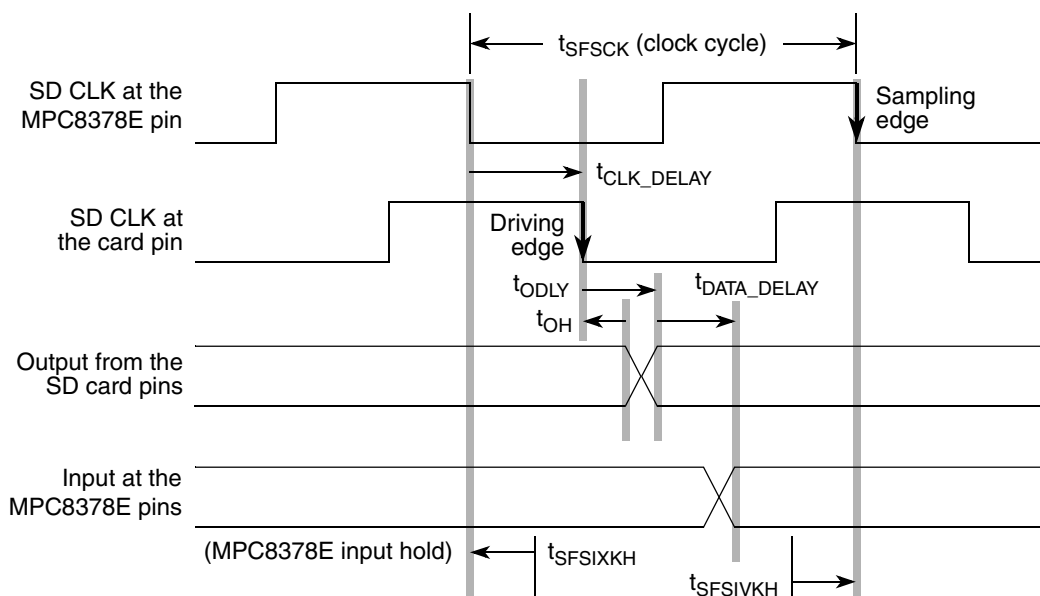 tSFSCK (clock cycle)
SD CLK at the
MPC8378E pin
Sampling
edge
tCLK_DELAY
SD CLK at
the card pin
Driving
edge
tODLY
tDATA_DELAY
tOH
Output from the
SD card pins
Input at the
MPC8378E pins
(MPC8378E input hold)
tSFSIXKH
tSFSIVKH